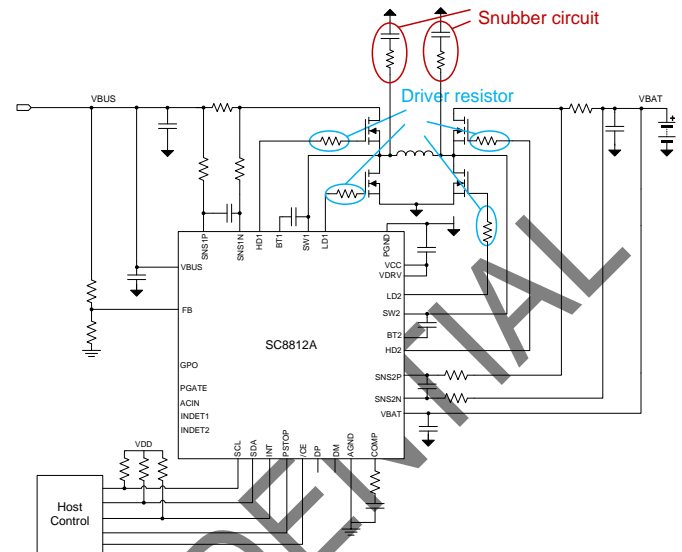 Snubber circuit
Driver resistor
VBUS
VBAT
SNS1P
SNS1N
HD1
BT1
SW1
LD1
PGND
VCC
VDRV
VBUS
LD2
FB
SW2
BT2
SC8812A
HD2
GPO
SNS2P
PGATE
ACIN
SNS2N
INDET1
VBAT
INDET2
VDD
SCL
SDA
INT
PSTOP
/CE
DP
DM
AGND
COMP
Host
Control